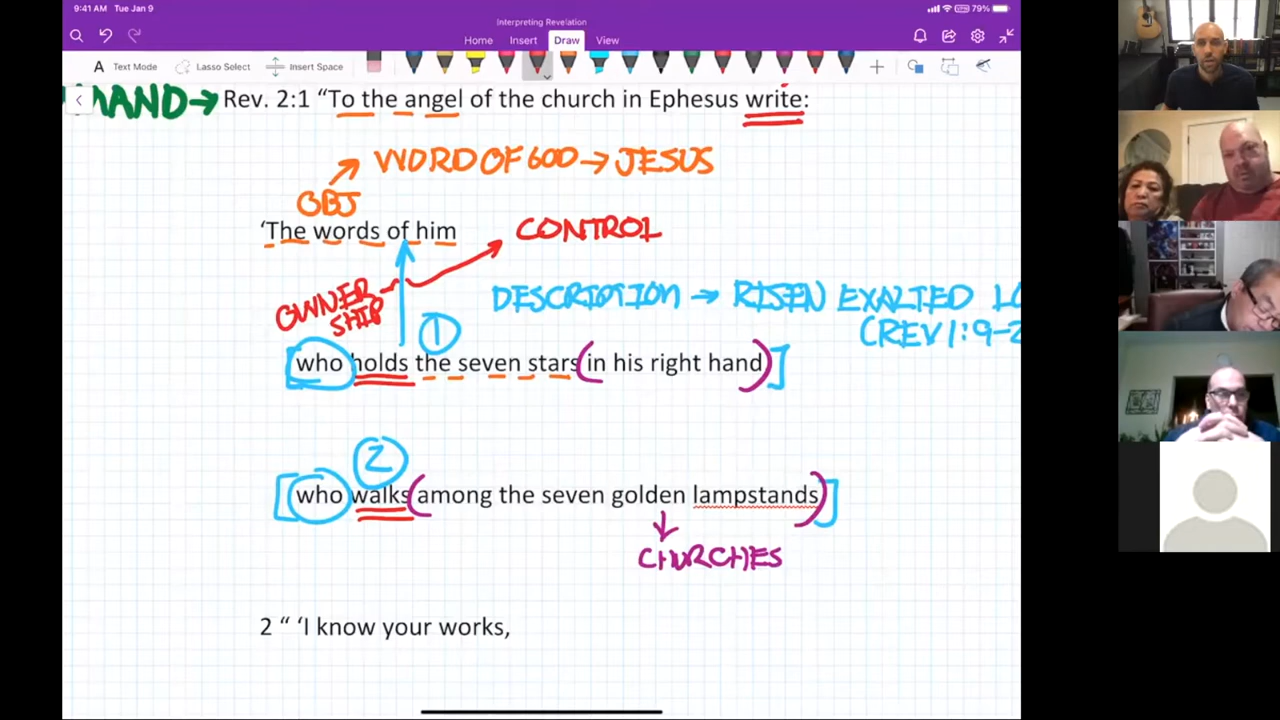 9:41 AM Tue Jan 9
79%
Interpreting Revelation
Home Insert Draw View
Text Mode Lasso Select Insert Space
MAND → Rev. 2:1 “To the angel of the church in Ephesus write:
WORD OF GOD → JESUS
OBJ
‘The words of him
CONTROL
OWNER
SHIP
DESCRIPTION → RISEN EXALTED LO
(REV 1:9-2
1
[who holds the seven stars (in his right hand)]
2
[who walks (among the seven golden lampstands)]
CHURCHES
2 “ ‘I know your works,